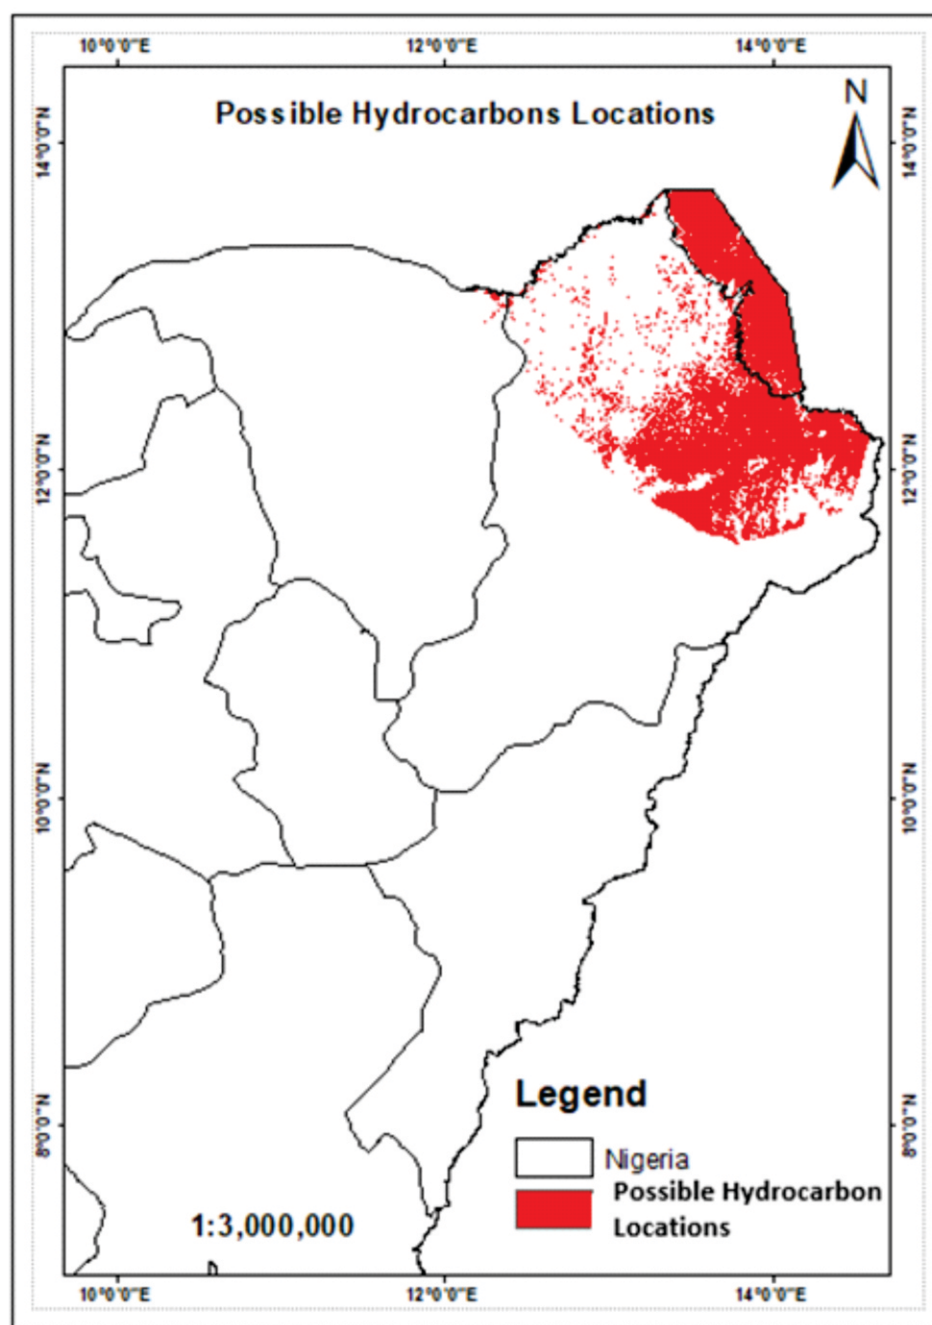 10°0'0"E 12°0'0"E 14°0'0"E
Possible Hydrocarbons Locations
N
14°0'0"N 14°0'0"N
12°0'0"N 12°0'0"N
10°0'0"N 10°0'0"N
8°0'0"N 8°0'0"N
Legend
Nigeria
Possible Hydrocarbon
Locations
1:3,000,000
10°0'0"E 12°0'0"E 14°0'0"E